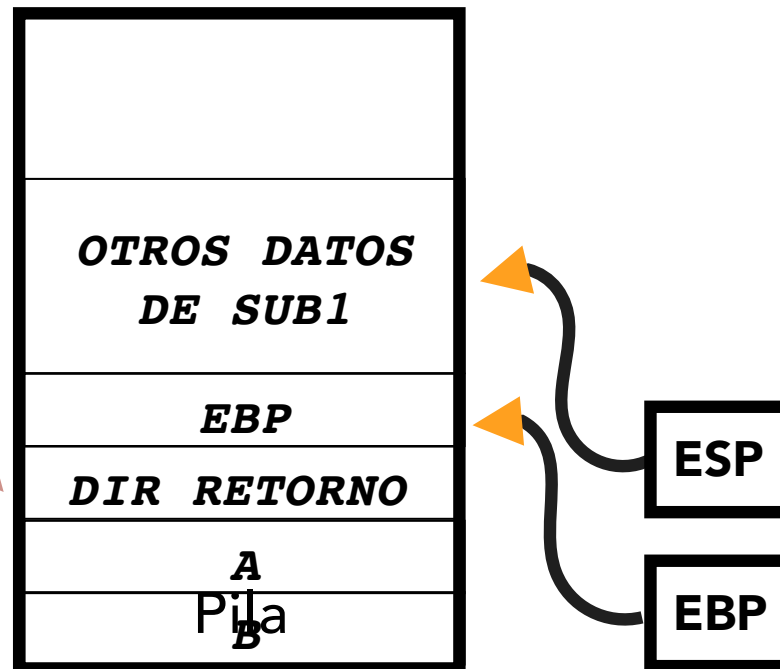 OTROS DATOS
DE SUB1
EBP
DIR RETORNO
A
Pila
B
ESP
EBP